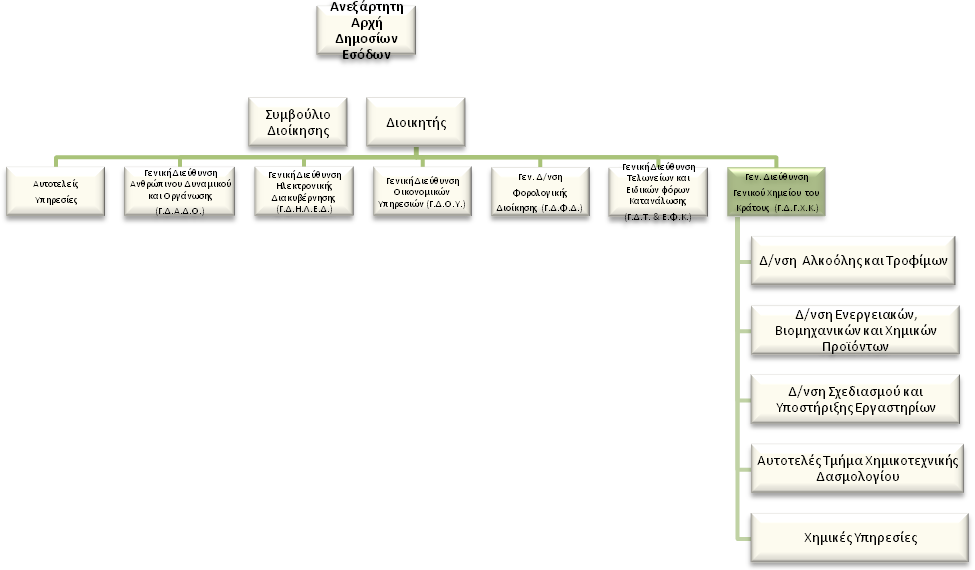 Ανεξάρτητη
Αρχή
Δημοσίων
Εσόδων
Συμβούλιο
Διοίκησης
Διοικητής
Αυτοτελείς
Υπηρεσίες
Γενική Διεύθυνση
Ανθρώπινου Δυναμικού
και Οργάνωσης
(Γ.Δ.Α.Δ.Ο.)
Γενική Διεύθυνση
Ηλεκτρονικής
Διακυβέρνησης
(Γ.Δ.Η.Λ.Ε.Δ.)
Γενική Διεύθυνση
Οικονομικών
Υπηρεσιών (Γ.Δ.Ο.Υ.)
Γεν. Δ/νση
Φορολογικής
Διοίκησης (Γ.Δ.Φ.Δ.)
Γενική Διεύθυνση
Τελωνείων και
Ειδικών φόρων
Κατανάλωσης
(Γ.Δ.Τ. & Ε.Φ.Κ.)
Γεν. Διεύθυνση
Γενικού Χημείου του
Κράτους (Γ.Δ.Γ.Χ.Κ.)
Δ/νση Αλκοόλης και Τροφίμων
Δ/νση Ενεργειακών,
Βιομηχανικών και Χημικών
Προϊόντων
Δ/νση Σχεδιασμού και
Υποστήριξης Εργαστηρίων
Αυτοτελές Τμήμα Χημικοτεχνικής
Δασμολογίου
Χημικές Υπηρεσίες